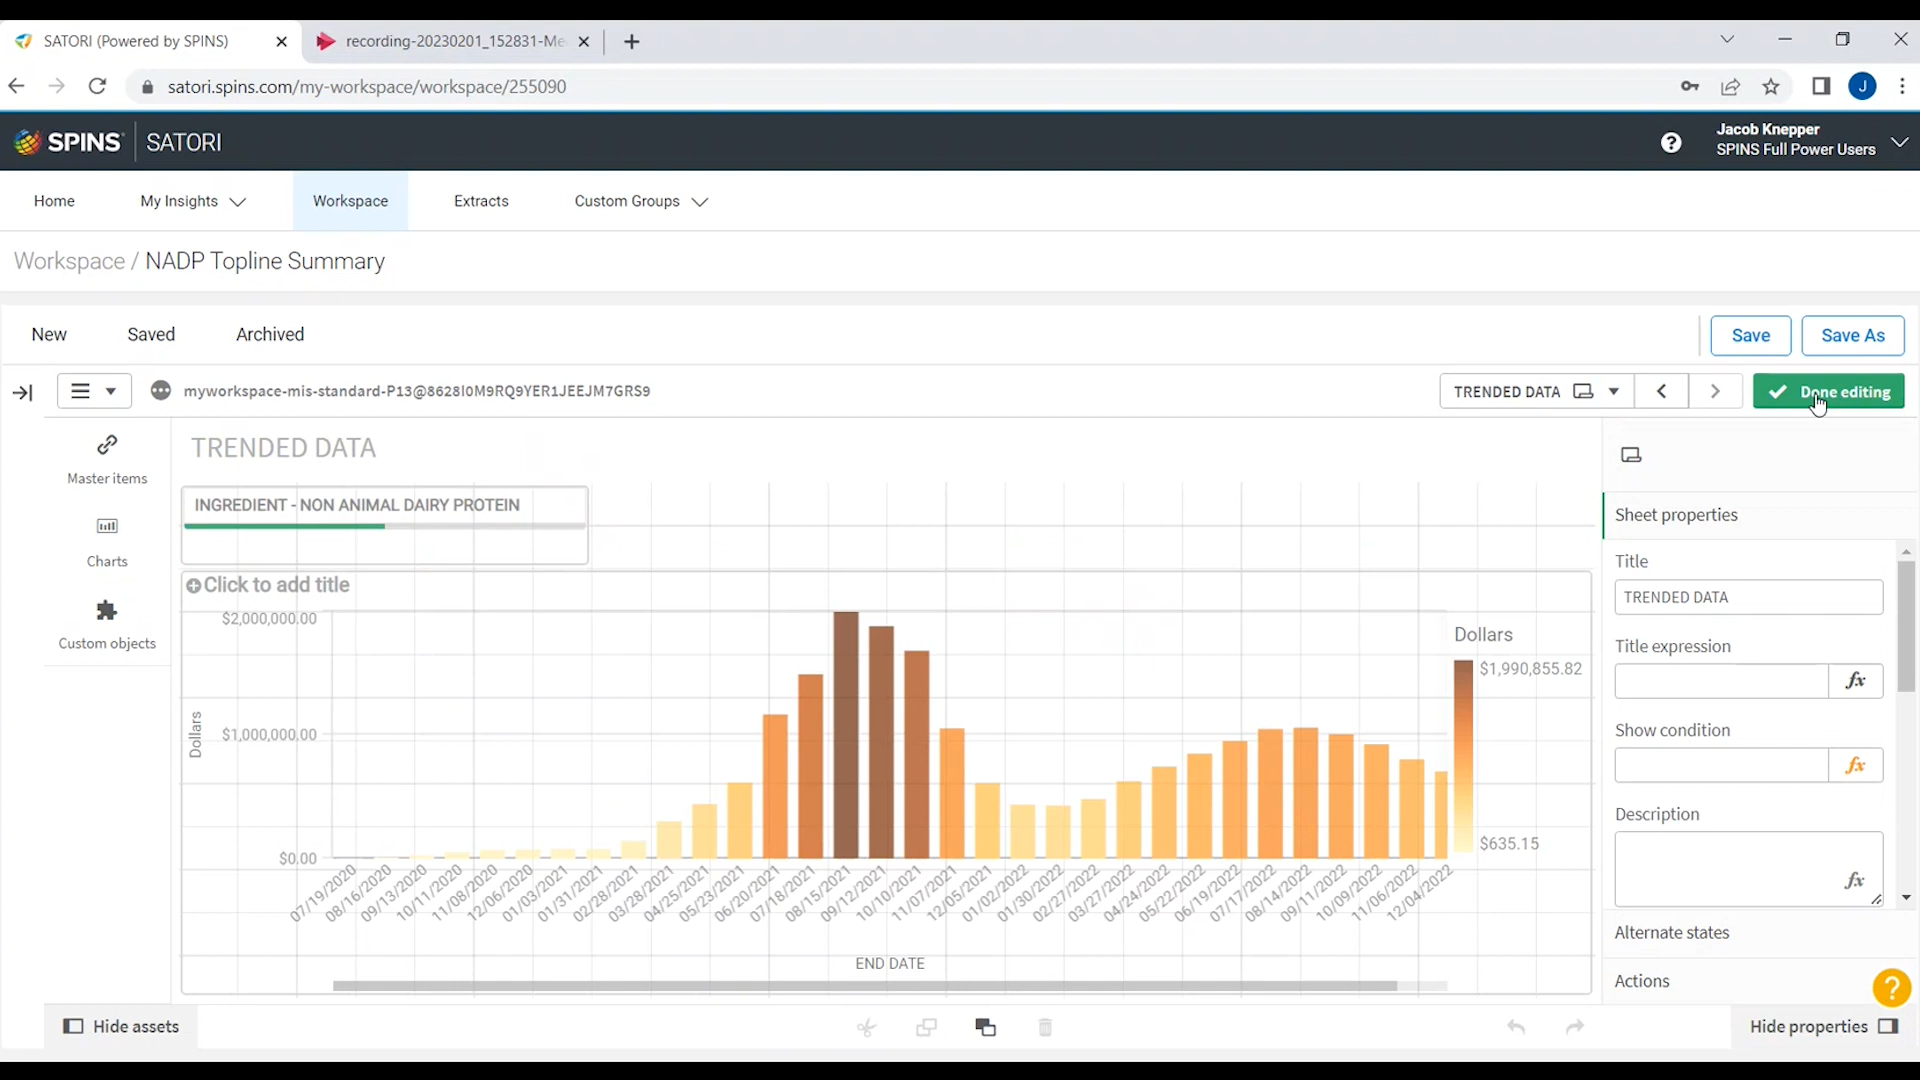 SATORI (Powered by SPINS)
recording-20230201_152831-Me
satori.spins.com/my-workspace/workspace/255090
J
SPINS
SATORI
?
Jacob Knepper
SPINS Full Power Users
Home
My Insights
Workspace
Extracts
Custom Groups
Workspace / NADP Topline Summary
New
Saved
Archived
Save
Save As
myworkspace-mis-standard-P13@8628I0M9RQ9YER1JEEJM7GRS9
TRENDED DATA
Done editing
Master items
Charts
Custom objects
TRENDED DATA
INGREDIENT - NON ANIMAL DAIRY PROTEIN
Click to add title
$2,000,000.00
$1,000,000.00
$0.00
Dollars
07/19/2020
08/16/2020
09/13/2020
10/11/2020
11/08/2020
12/06/2020
01/03/2021
01/31/2021
02/28/2021
03/28/2021
04/25/2021
05/23/2021
06/20/2021
07/18/2021
08/15/2021
09/12/2021
10/10/2021
11/07/2021
12/05/2021
01/02/2022
01/30/2022
02/27/2022
03/27/2022
04/24/2022
05/22/2022
06/19/2022
07/17/2022
08/14/2022
09/11/2022
10/09/2022
11/06/2022
12/04/2022
END DATE
Dollars
$1,990,855.82
$635.15
Sheet properties
Title
TRENDED DATA
Title expression
fx
Show condition
fx
Description
fx
Alternate states
Actions
?
Hide assets
Hide properties